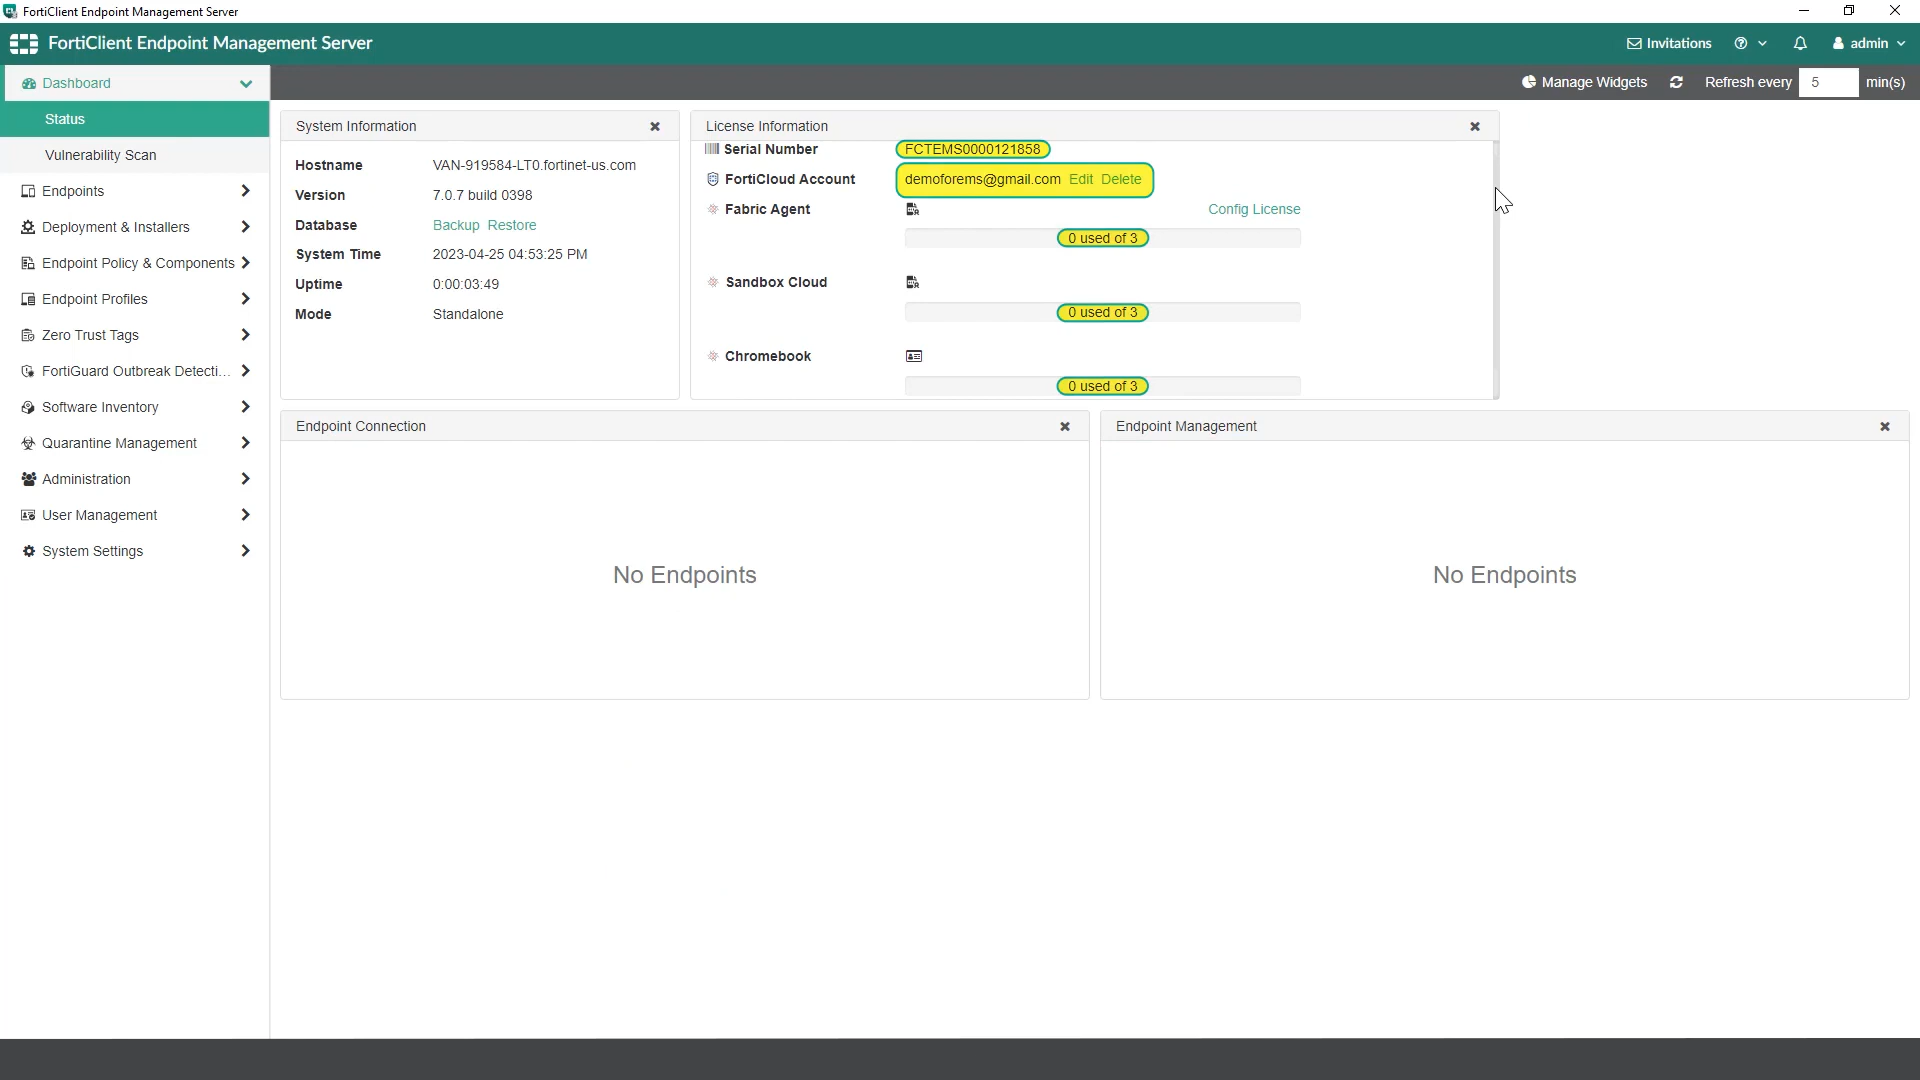 FortiClient Endpoint Management Server
FortiClient Endpoint Management Server
Invitations
admin
Dashboard
Manage Widgets
Refresh every 5 min(s)
Status
Vulnerability Scan
Endpoints
Deployment & Installers
Endpoint Policy & Components
Endpoint Profiles
Zero Trust Tags
FortiGuard Outbreak Detecti...
Software Inventory
Quarantine Management
Administration
User Management
System Settings
System Information
Hostname VAN-919584-LT0.fortinet-us.com
Version 7.0.7 build 0398
Database Backup Restore
System Time 2023-04-25 04:53:25 PM
Uptime 0:00:03:49
Mode Standalone
License Information
Serial Number FCTEMS0000121858
FortiCloud Account demoforems@gmail.com Edit Delete
Fabric Agent Config License
0 used of 3
Sandbox Cloud
0 used of 3
Chromebook
0 used of 3
Endpoint Connection
No Endpoints
Endpoint Management
No Endpoints